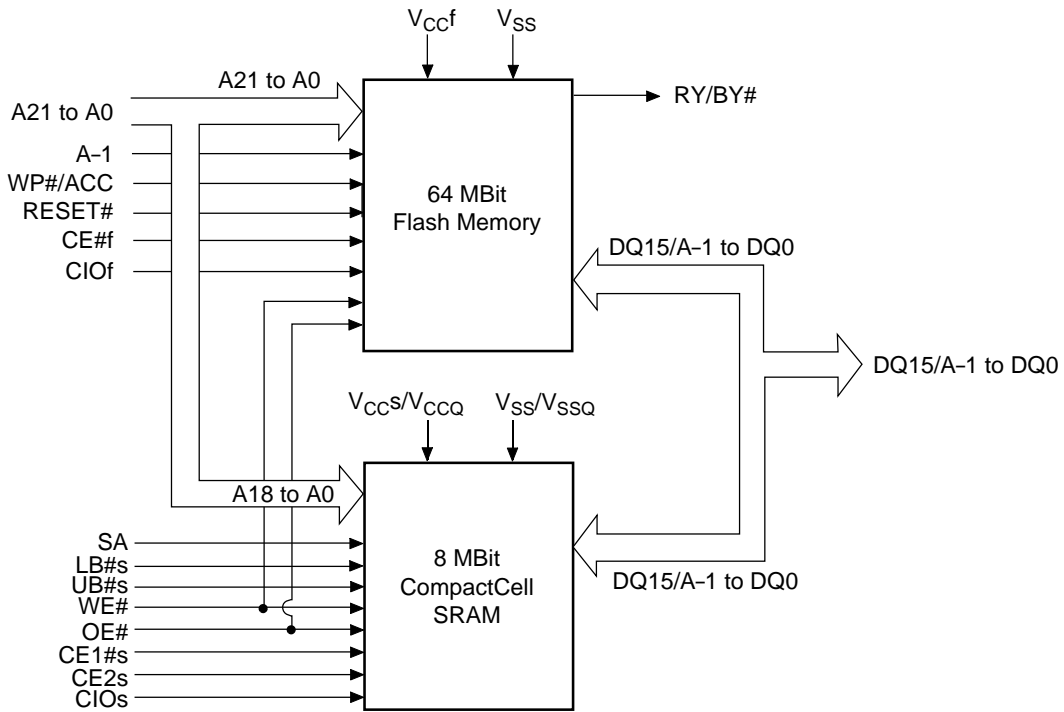 VCCf
VSS
A21 to A0
A21 to A0
RY/BY#
A–1
WP#/ACC
RESET#
CE#f
CIOf
64 MBit
Flash Memory
DQ15/A–1 to DQ0
DQ15/A–1 to DQ0
VCCs/VCCQ
VSS/VSSQ
A18 to A0
SA
LB#s
UB#s
WE#
OE#
CE1#s
CE2s
CIOs
8 MBit
CompactCell
SRAM
DQ15/A–1 to DQ0